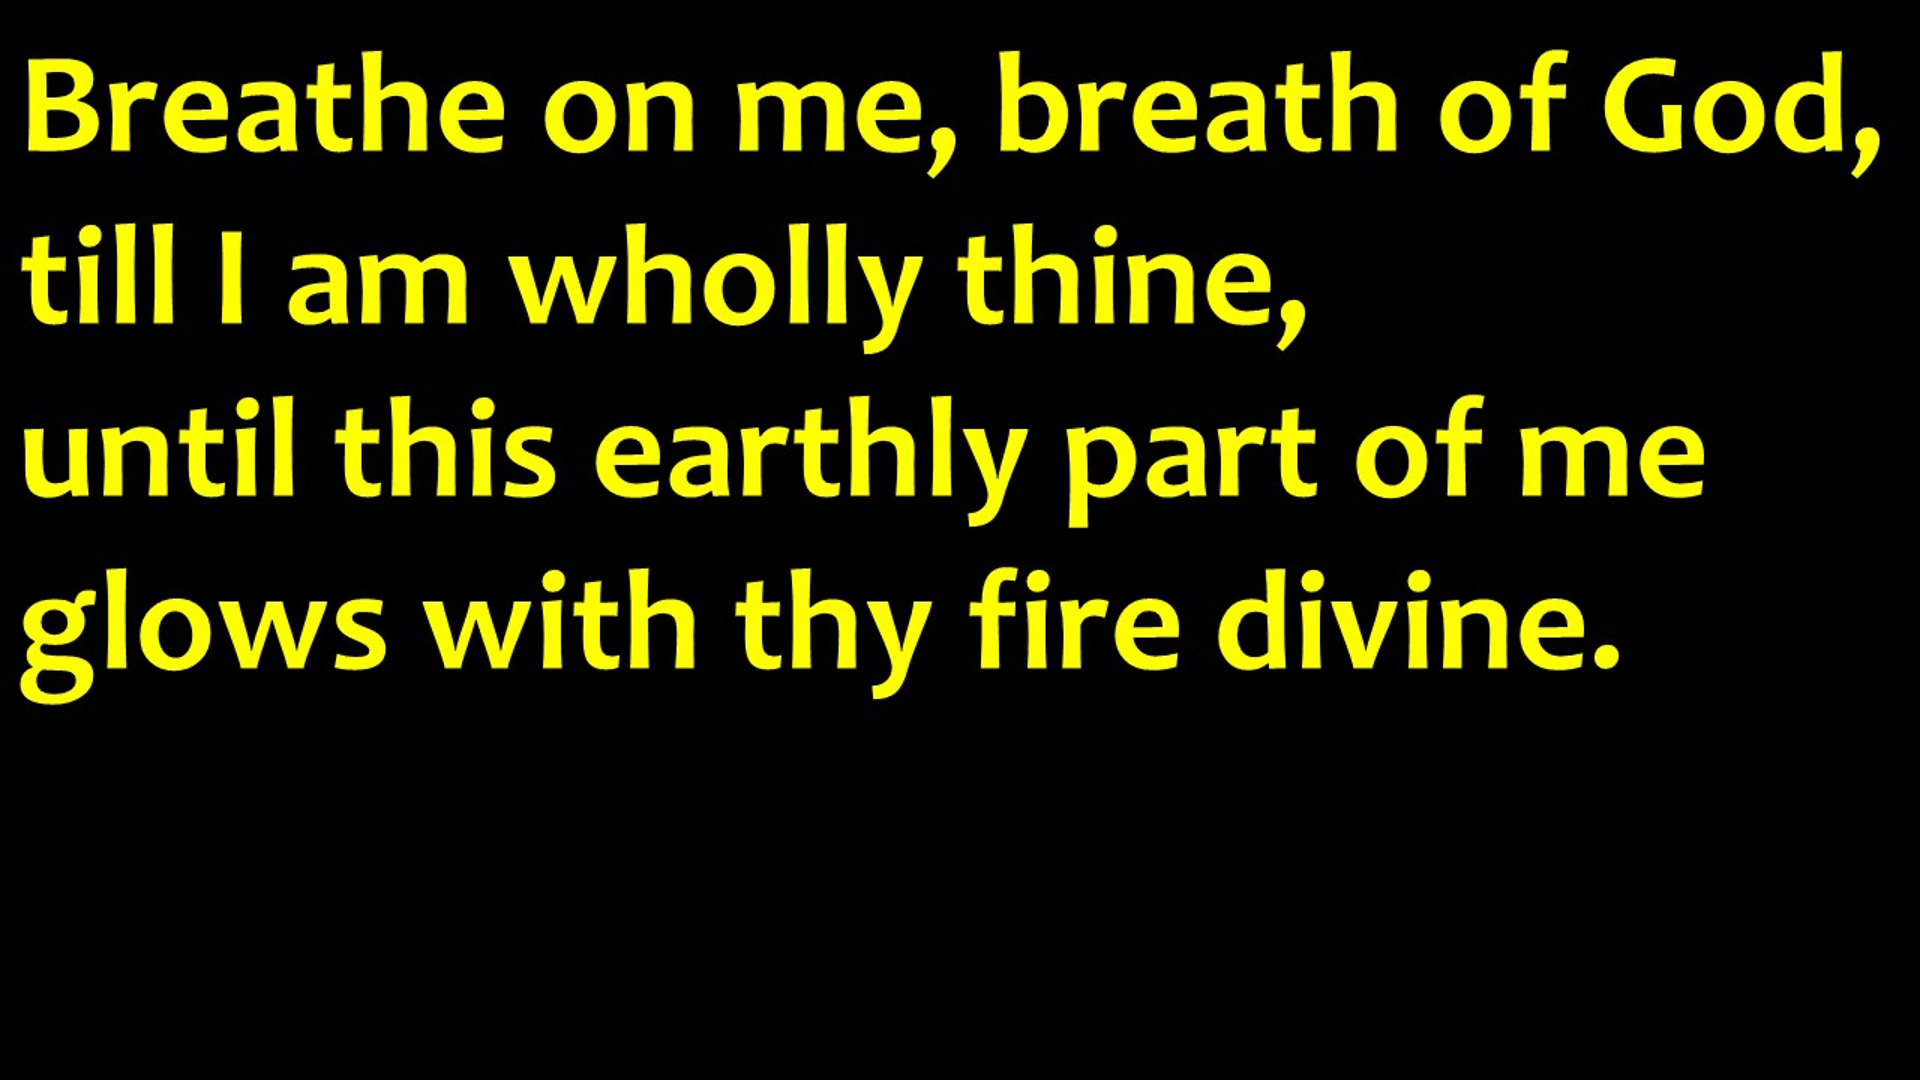 Breathe on me, breath of God,
till I am wholly thine,
until this earthly part of me
glows with thy fire divine.